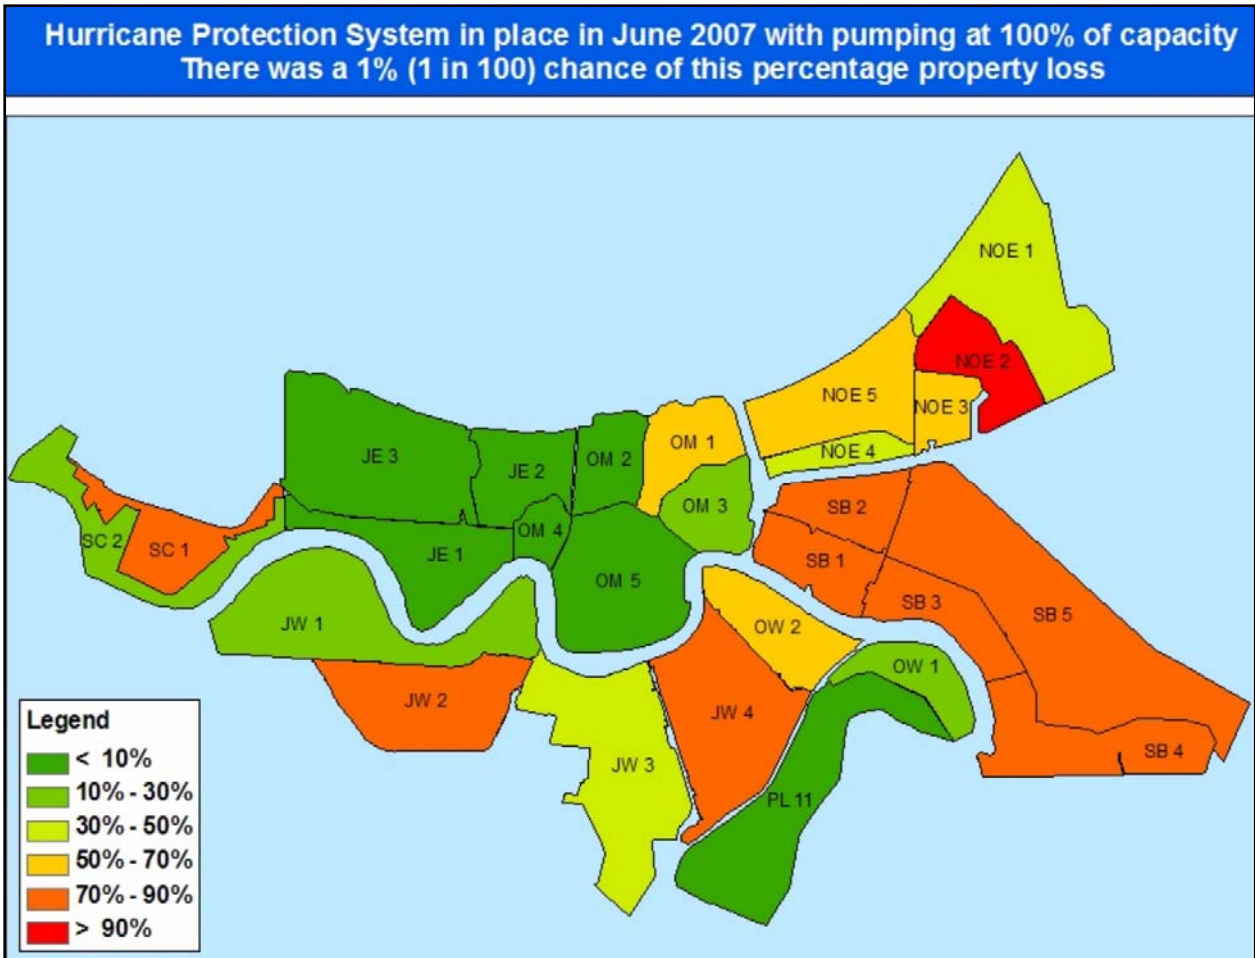 Hurricane Protection System in place in June 2007 with pumping at 100% of capacity
There was a 1% (1 in 100) chance of this percentage property loss
NOE 1
NOE 2
NOE 5
NOE 3
NOE 4
OM 1
OM 2
JE 3
JE 2
OM 3
OM 4
SB 2
SC 2
SC 1
JE 1
OM 5
SB 1
SB 3
SB 5
JW 1
OW 2
OW 1
JW 2
JW 4
SB 4
JW 3
PL 11
Legend
< 10%
10% - 30%
30% - 50%
50% - 70%
70% - 90%
> 90%